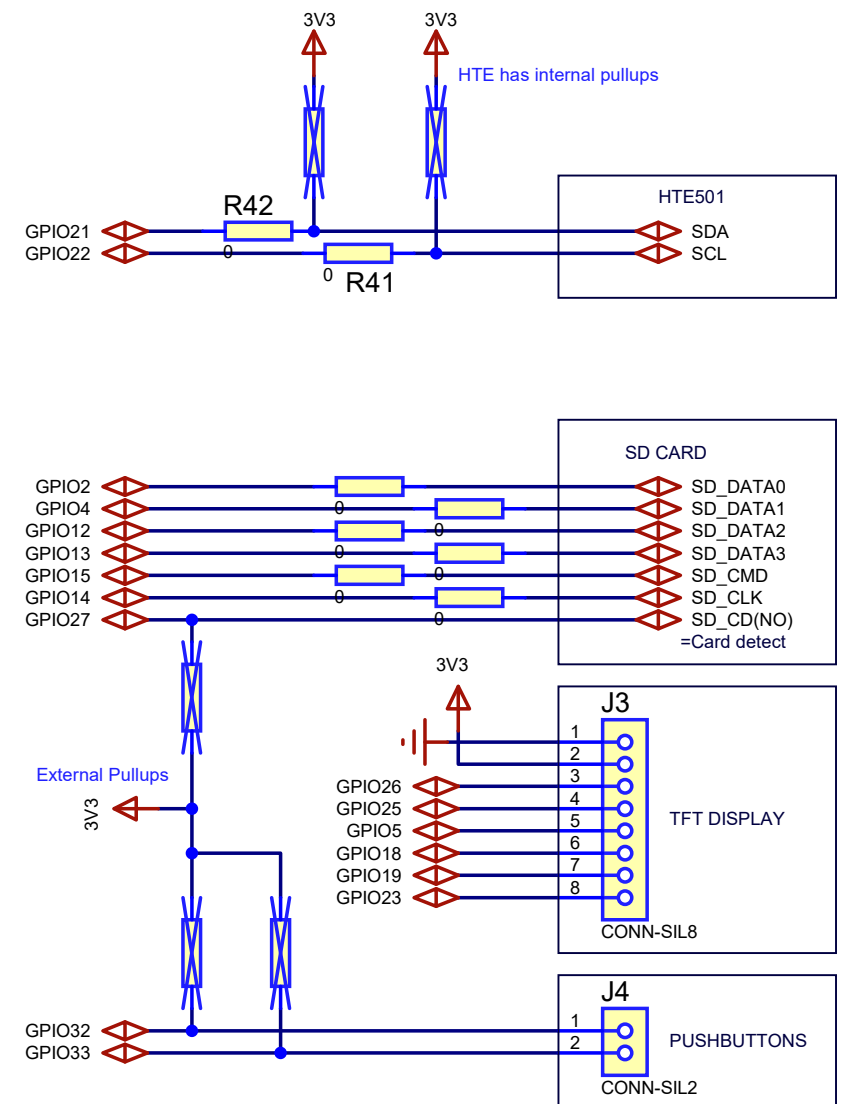 3V3
3V3
HTE has internal pullups
HTE501
R42
GPIO21
SDA
GPIO22
0
SCL
0
R41
SD CARD
GPIO2
SD_DATA0
GPIO4
0
SD_DATA1
GPIO12
0
SD_DATA2
GPIO13
0
SD_DATA3
GPIO15
0
SD_CMD
GPIO14
0
SD_CLK
GPIO27
0
SD_CD(NO)
=Card detect
3V3
J3
1
2
External Pullups
3V3
GPIO26
3
GPIO25
4
GPIO5
5
TFT DISPLAY
GPIO18
6
GPIO19
7
GPIO23
8
CONN-SIL8
J4
GPIO32
1
GPIO33
2
PUSHBUTTONS
CONN-SIL2